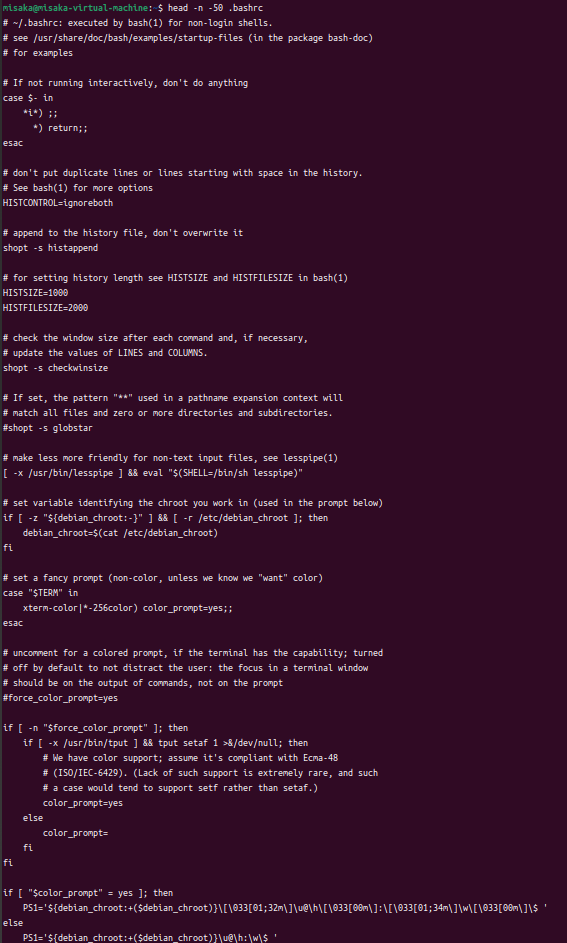 misaka@misaka-virtual-machine:~$ head -n -50 .bashrc
# ~/.bashrc: executed by bash(1) for non-login shells.
# see /usr/share/doc/bash/examples/startup-files (in the package bash-doc)
# for examples

# If not running interactively, don't do anything
case $- in
    *i*) ;;
      *) return;;
esac

# don't put duplicate lines or lines starting with space in the history.
# See bash(1) for more options
HISTCONTROL=ignoreboth

# append to the history file, don't overwrite it
shopt -s histappend

# for setting history length see HISTSIZE and HISTFILESIZE in bash(1)
HISTSIZE=1000
HISTFILESIZE=2000

# check the window size after each command and, if necessary,
# update the values of LINES and COLUMNS.
shopt -s checkwinsize

# If set, the pattern "**" used in a pathname expansion context will
# match all files and zero or more directories and subdirectories.
#shopt -s globstar

# make less more friendly for non-text input files, see lesspipe(1)
[ -x /usr/bin/lesspipe ] && eval "$(SHELL=/bin/sh lesspipe)"

# set variable identifying the chroot you work in (used in the prompt below)
if [ -z "${debian_chroot:-}" ] && [ -r /etc/debian_chroot ]; then
    debian_chroot=$(cat /etc/debian_chroot)
fi

# set a fancy prompt (non-color, unless we know we "want" color)
case "$TERM" in
    xterm-color|*-256color) color_prompt=yes;;
esac

# uncomment for a colored prompt, if the terminal has the capability; turned
# off by default to not distract the user: the focus in a terminal window
# should be on the output of commands, not on the prompt
#force_color_prompt=yes

if [ -n "$force_color_prompt" ]; then
    if [ -x /usr/bin/tput ] && tput setaf 1 >&/dev/null; then
        # We have color support; assume it's compliant with Ecma-48
        # (ISO/IEC-6429). (Lack of such support is extremely rare, and such
        # a case would tend to support setf rather than setaf.)
        color_prompt=yes
    else
        color_prompt=
    fi
fi

if [ "$color_prompt" = yes ]; then
    PS1='${debian_chroot:+($debian_chroot)}\[\033[01;32m\]\u@\h\[\033[00m\]:\[\033[01;34m\]\w\[\033[00m\]\$ '
else
    PS1='${debian_chroot:+($debian_chroot)}\u@\h:\w\$ '